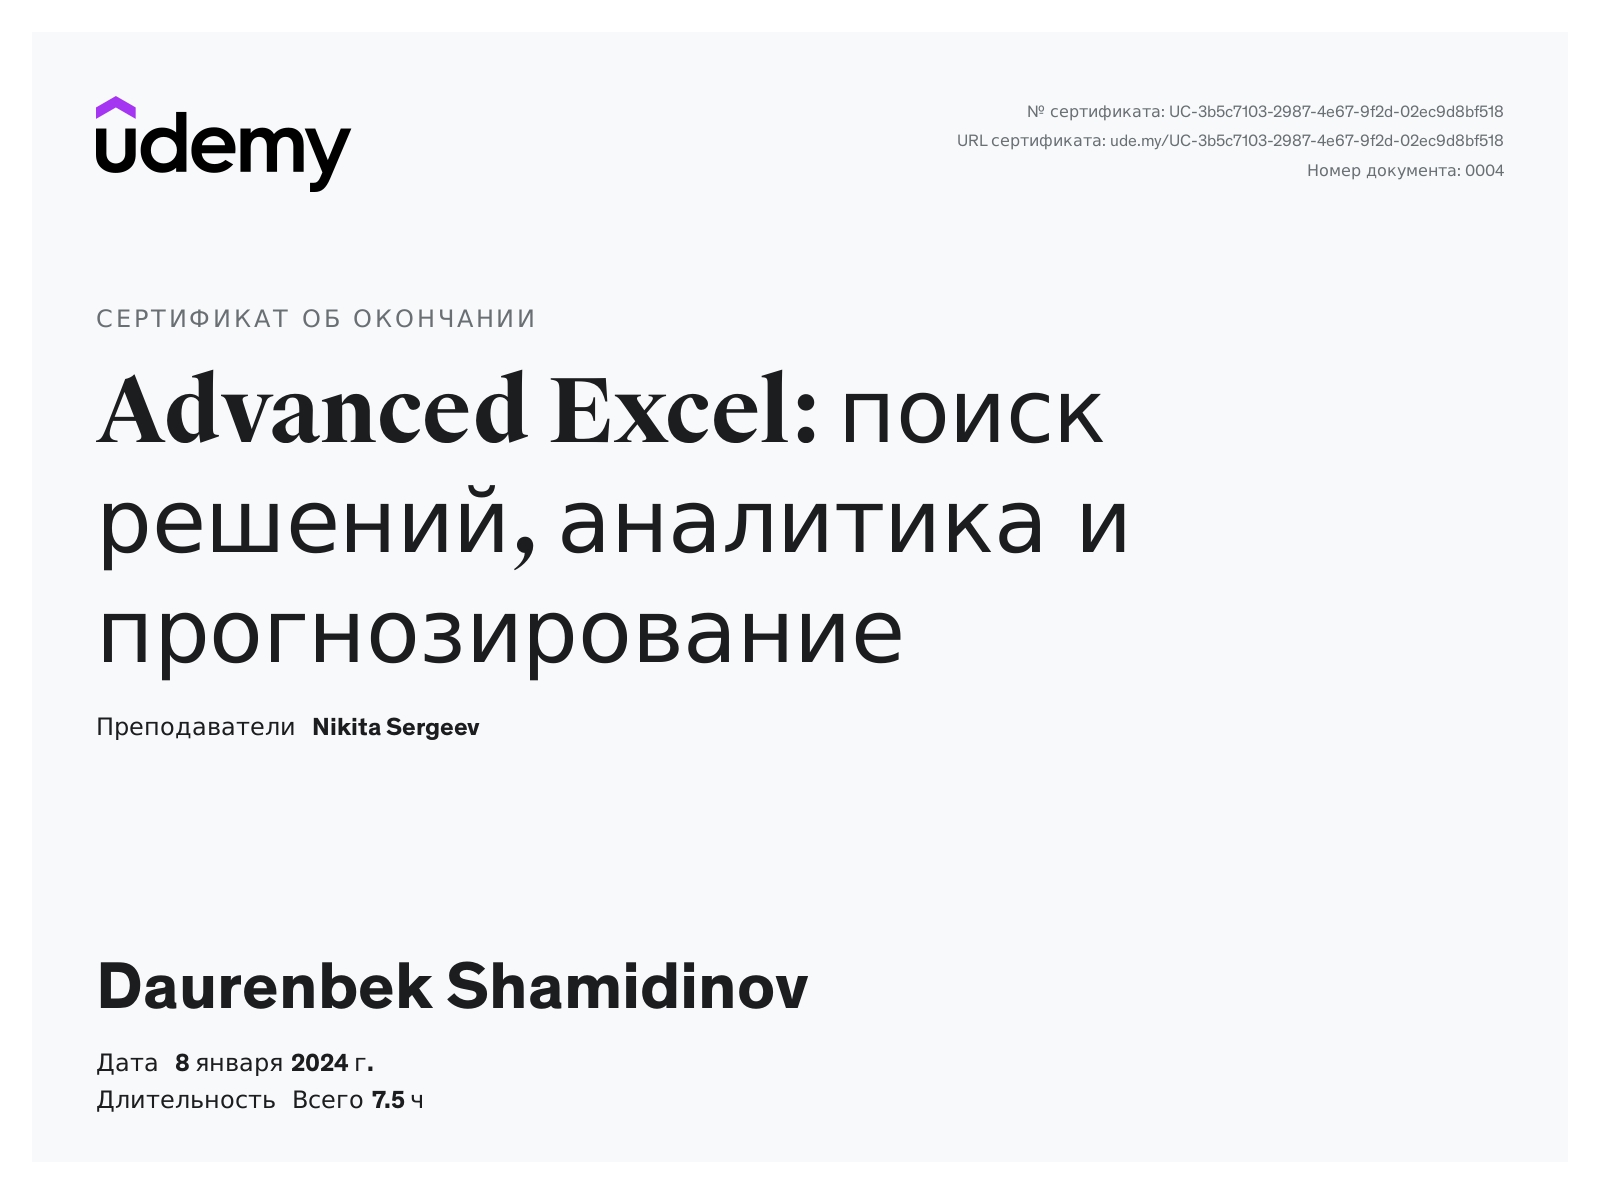 udemy
№ сертификата: UC-3b5c7103-2987-4e67-9f2d-02ec9d8bf518
URL сертификата: ude.my/UC-3b5c7103-2987-4e67-9f2d-02ec9d8bf518
Номер документа: 0004
СЕРТИФИКАТ ОБ ОКОНЧАНИИ
Advanced Excel: поиск
решений, аналитика и
прогнозирование
Преподаватели Nikita Sergeev
Daurenbek Shamidinov
Дата 8 января 2024 г.
Длительность Всего 7.5 ч